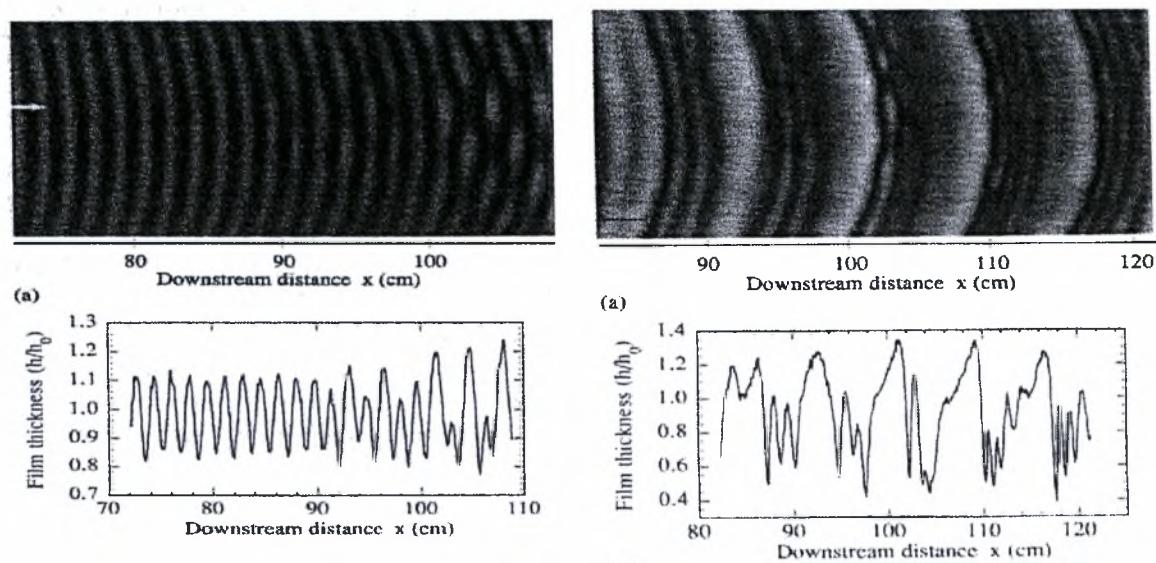 80 90 100
Downstream distance x (cm)
(a)
1.3
1.2
1.1
1.0
0.9
0.8
0.7
Film thickness (h/h0)
70 80 90 100 110
Downstream distance x (cm)
90 100 110 120
Downstream distance x (cm)
(a)
1.4
1.2
1.0
0.8
0.6
0.4
Film thickness (h/h0)
80 90 100 110 120
Downstream distance x (cm)